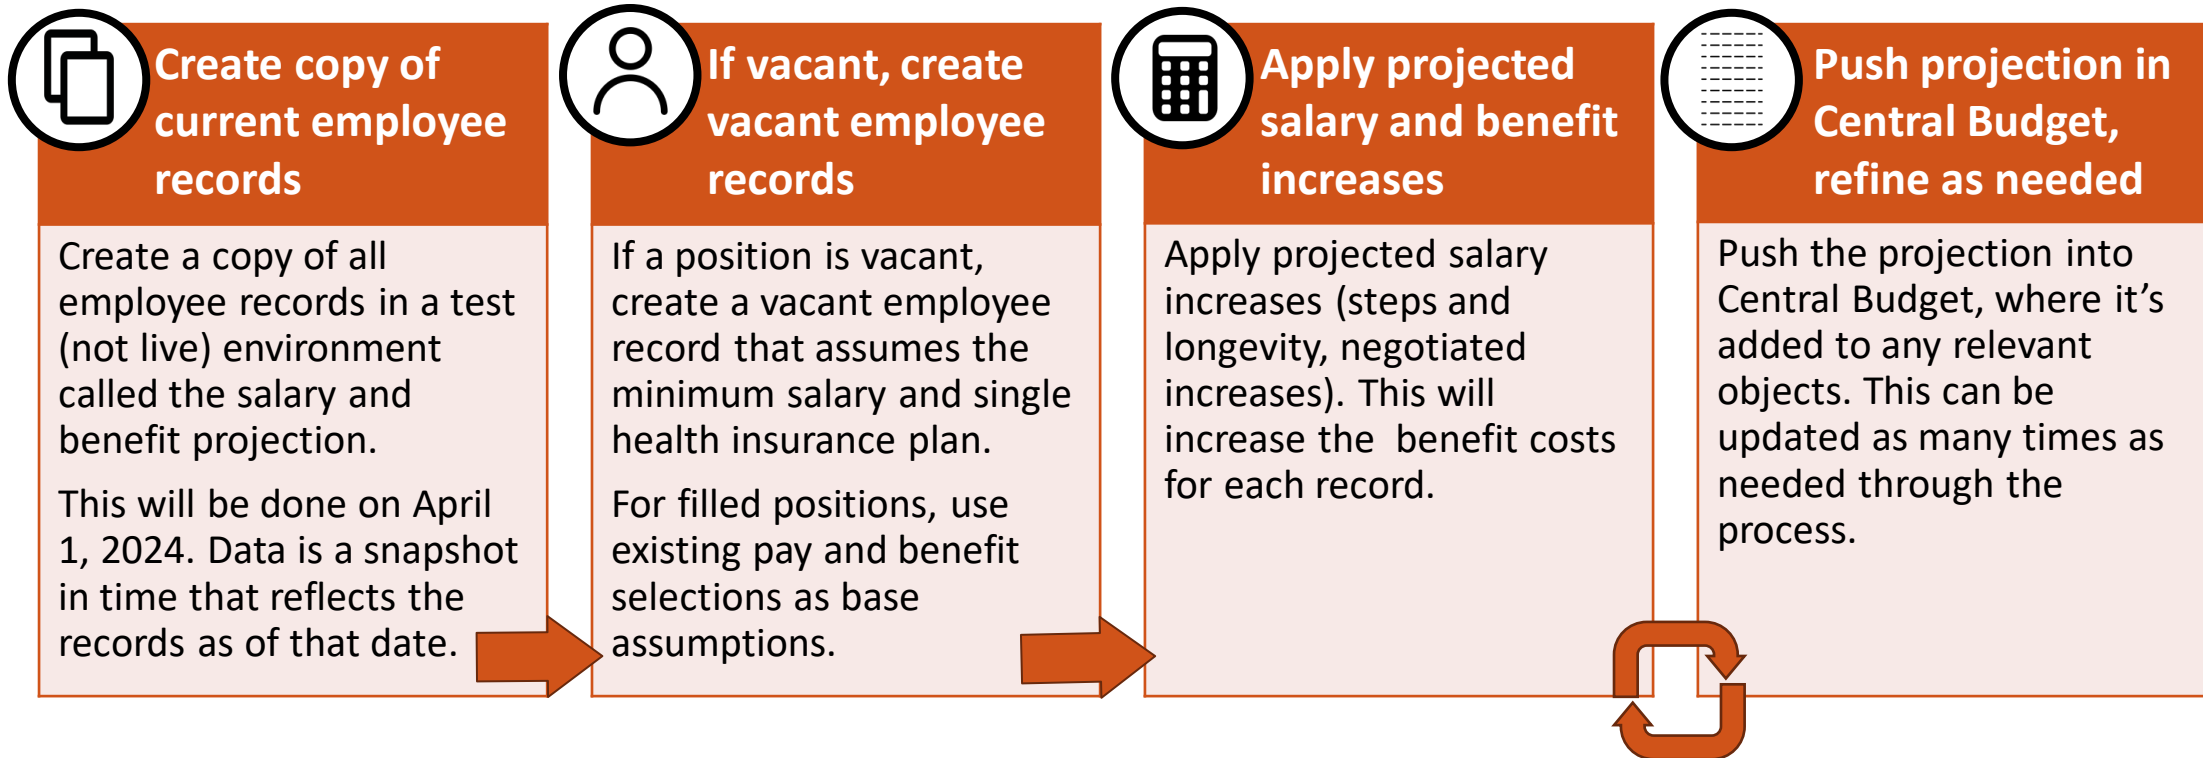 Create copy of
current employee
records
Create a copy of all
employee records in a test
(not live) environment
called the salary and
benefit projection.
This will be done on April
1, 2024. Data is a snapshot
in time that reflects the
records as of that date.
If vacant, create
vacant employee
records
If a position is vacant,
create a vacant employee
record that assumes the
minimum salary and single
health insurance plan.
For filled positions, use
existing pay and benefit
selections as base
assumptions.
Apply projected
salary and benefit
increases
Apply projected salary
increases (steps and
longevity, negotiated
increases). This will
increase the  benefit costs
for each record.
Push projection in
Central Budget,
refine as needed
Push the projection into
Central Budget, where it’s
added to any relevant
objects. This can be
updated as many times as
needed through the
process.